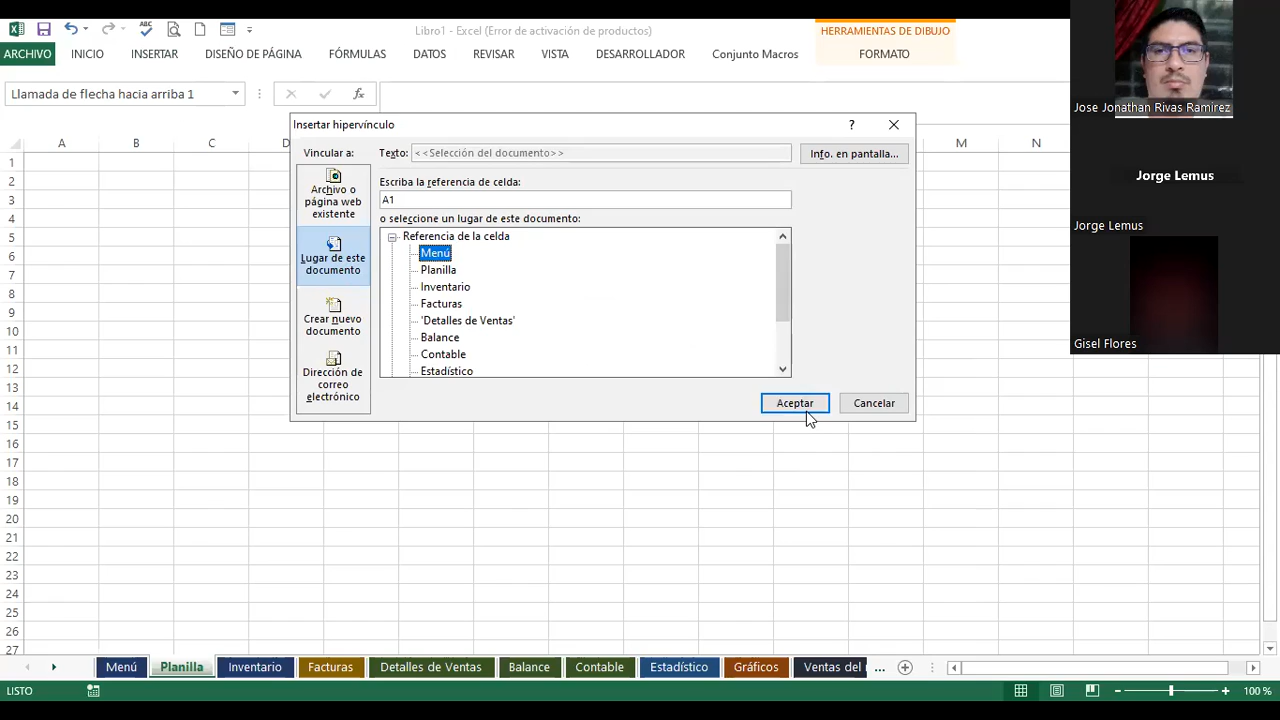 Libro1 - Excel (Error de activación de productos)
HERRAMIENTAS DE DIBUJO
ARCHIVO INICIO INSERTAR DISEÑO DE PÁGINA FÓRMULAS DATOS REVISAR VISTA DESARROLLADOR Conjunto Macros FORMATO
Llamada de flecha hacia arriba 1
fx
Insertar hipervínculo
?
Vincular a:
Texto: <<Selección del documento>>
Info. en pantalla...
Archivo o
página web
existente
Lugar de este
documento
Crear nuevo
documento
Dirección de
correo
electrónico
Escriba la referencia de celda:
A1
o seleccione un lugar de este documento:
Referencia de la celda
Menú
Planilla
Inventario
Facturas
'Detalles de Ventas'
Balance
Contable
Estadístico
Aceptar Cancelar
A B C D M N
1
2
3
4
5
6
7
8
9
10
11
12
13
14
15
16
17
18
19
20
21
22
23
24
25
26
27
Jose Jonathan Rivas Ramirez
Jorge Lemus
Jorge Lemus
Gisel Flores
Menú Planilla Inventario Facturas Detalles de Ventas Balance Contable Estadístico Gráficos Ventas del ...
LISTO
100 %